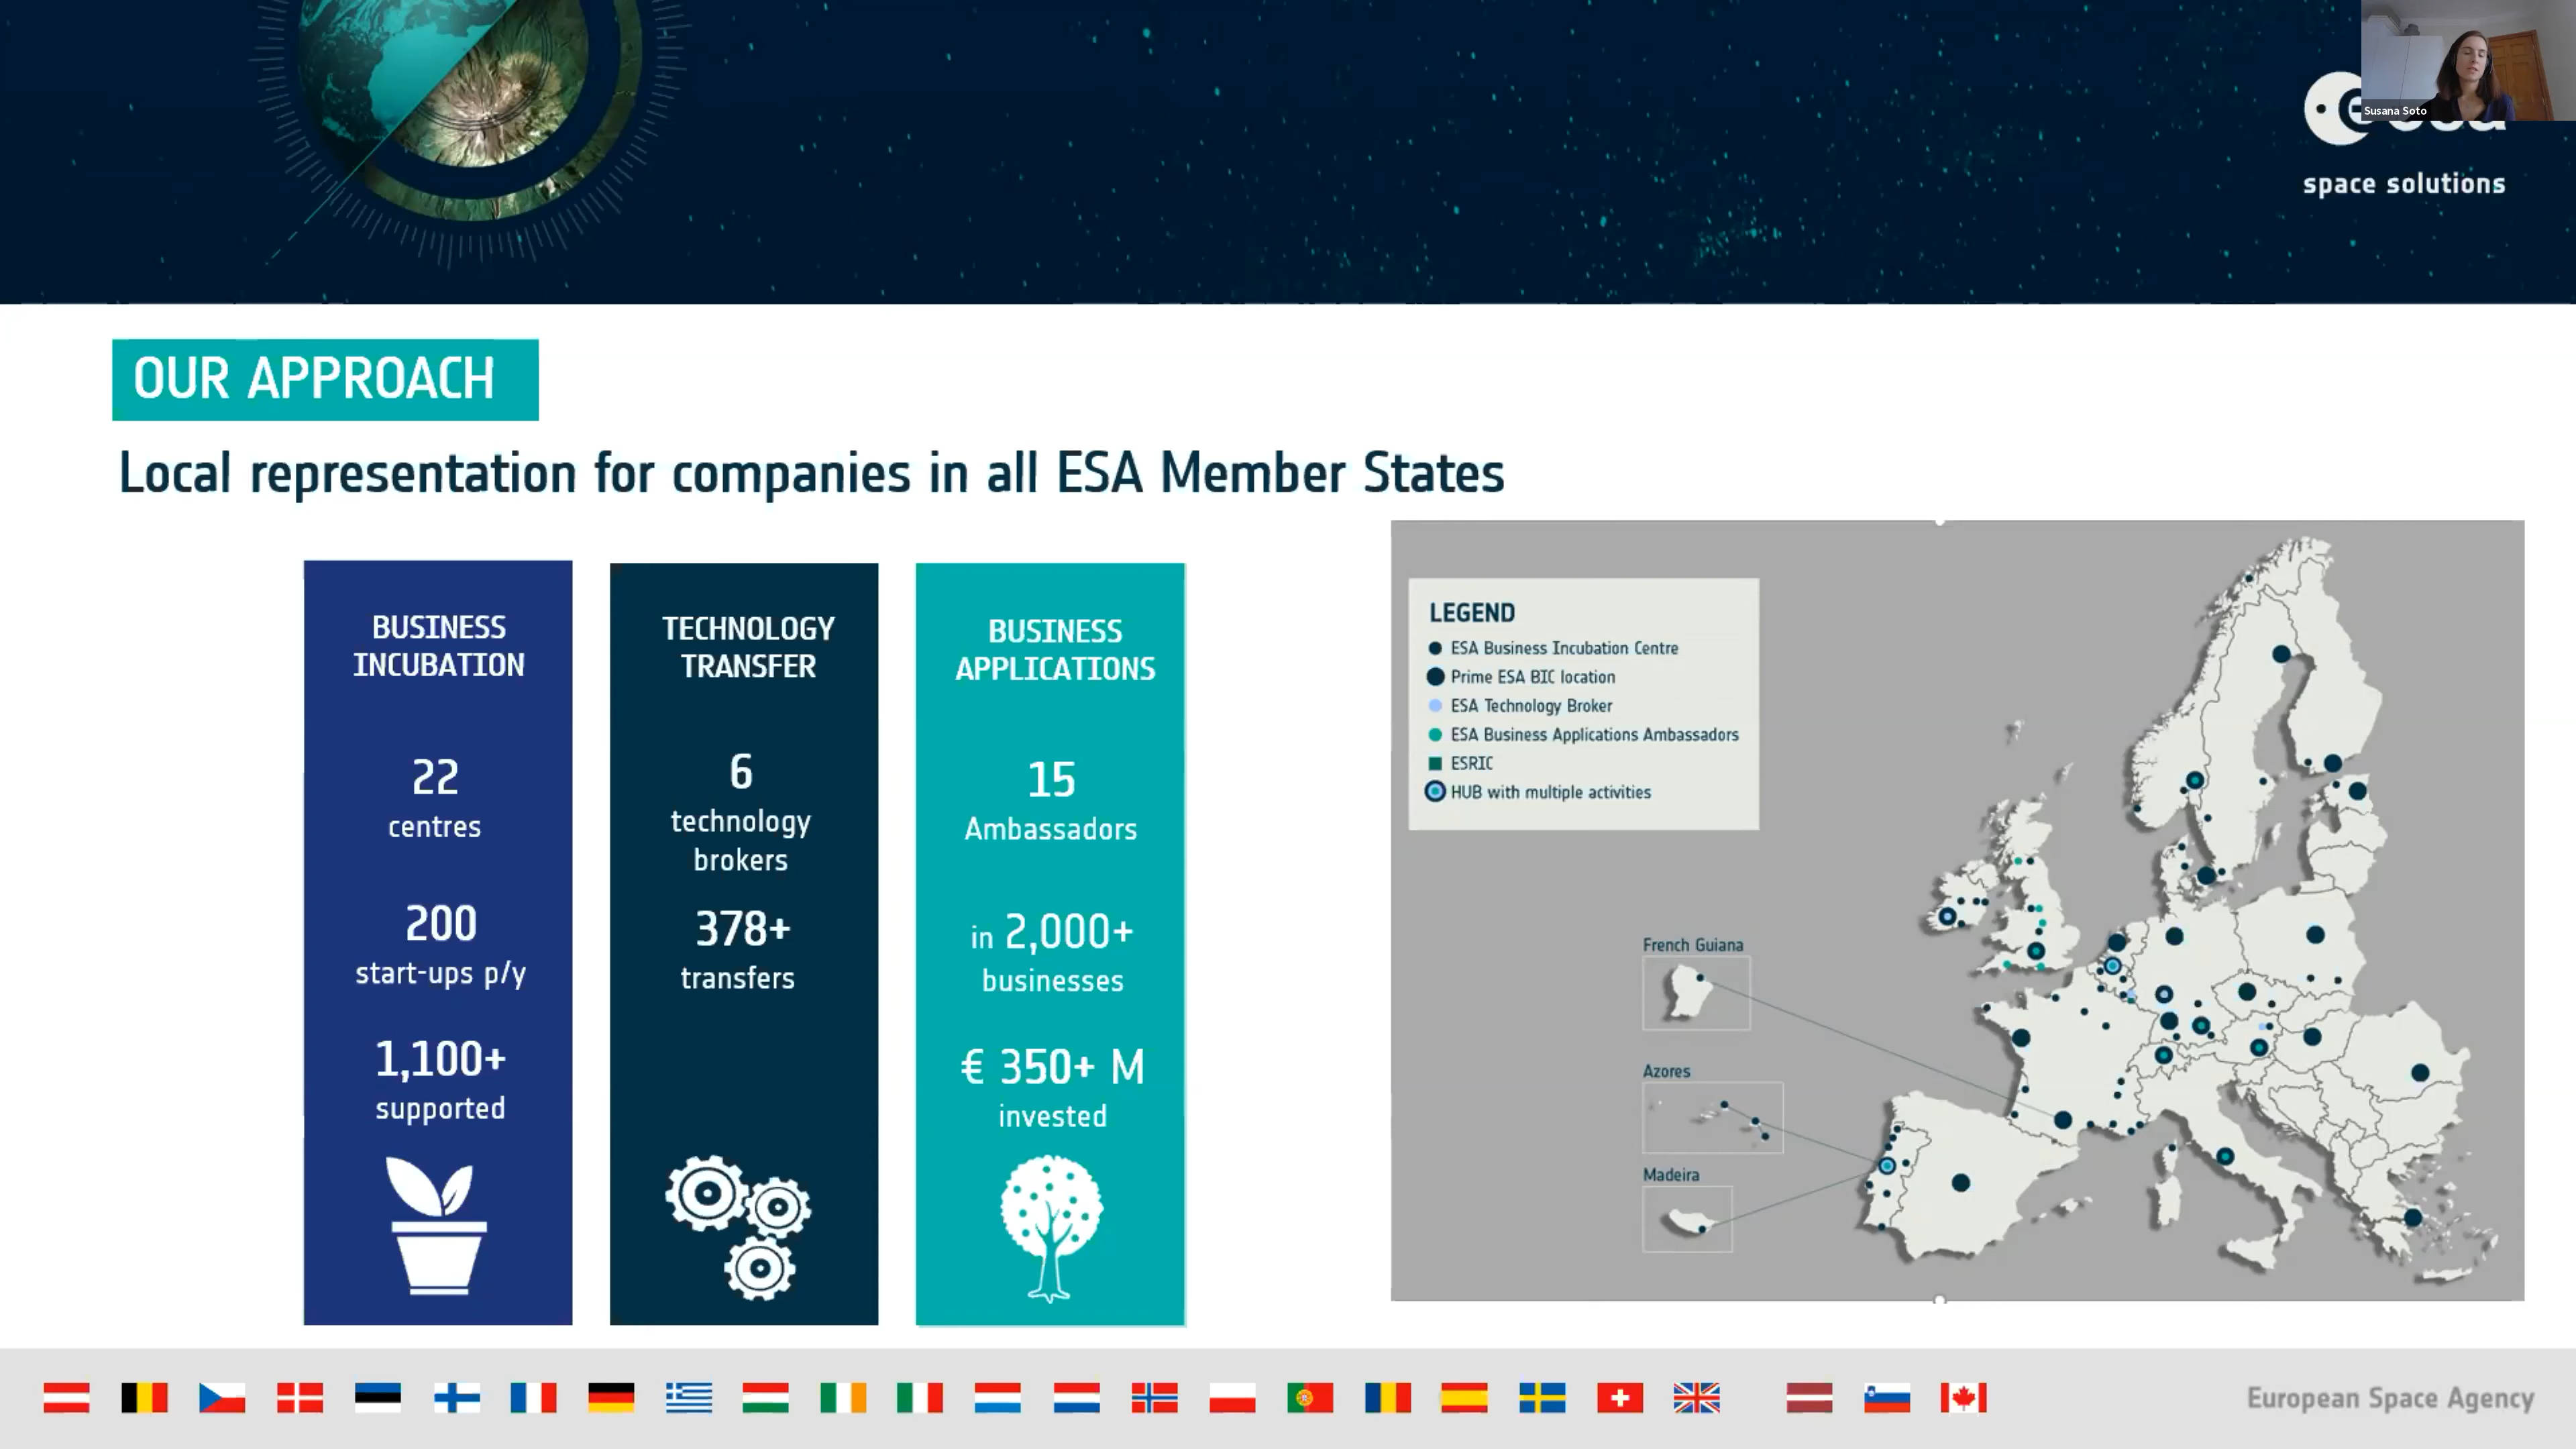 Susana Soto
esa
space solutions
OUR APPROACH
Local representation for companies in all ESA Member States
BUSINESS
INCUBATION
22
centres
200
start-ups p/y
1,100+
supported
TECHNOLOGY
TRANSFER
6
technology
brokers
378+
transfers
BUSINESS
APPLICATIONS
15
Ambassadors
in 2,000+
businesses
€ 350+ M
invested
LEGEND
ESA Business Incubation Centre
Prime ESA BIC location
ESA Technology Broker
ESA Business Applications Ambassadors
ESRIC
HUB with multiple activities
French Guiana
Azores
Madeira
European Space Agency